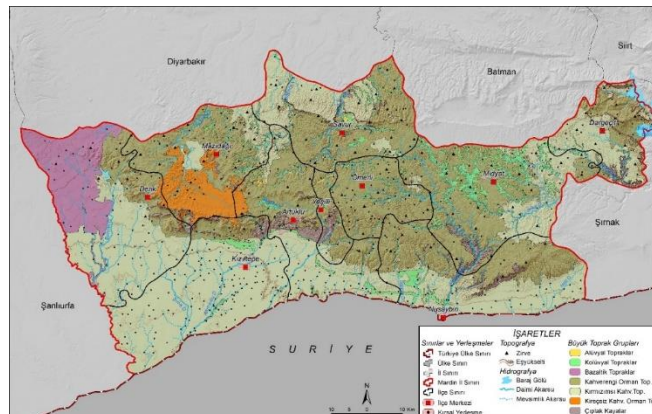 Siirt
Diyarbakır
Batman
Savur
Dargeçit
Mazıdağı
Midyat
Ömerli
Derik
Yeşilli
Artuklu
Şırnak
Kızıltepe
Şanlıurfa
Nusaybin
S U R İ Y E
N
İŞARETLER
Sınırlar ve Yerleşmeler
Türkiye Ülke Sınırı
Ülke Sınırı
İl Sınırı
Mardin İl Sınırı
İlçe Sınırı
İlçe Merkezi
Kırsal Yerleşme
Topografya
Zirve
Eşyükselti
Hidrografya
Baraj Gölü
Daimi Akarsu
Mevsimlik Akarsu
Büyük Toprak Grupları
Alüvyal Topraklar
Kolüvyal Topraklar
Bazaltik Topraklar
Kahverengi Orman Top.
Kırmızımsı Kahv. Top.
Kireçsiz Kahv. Orman T
Çıplak Kayalar